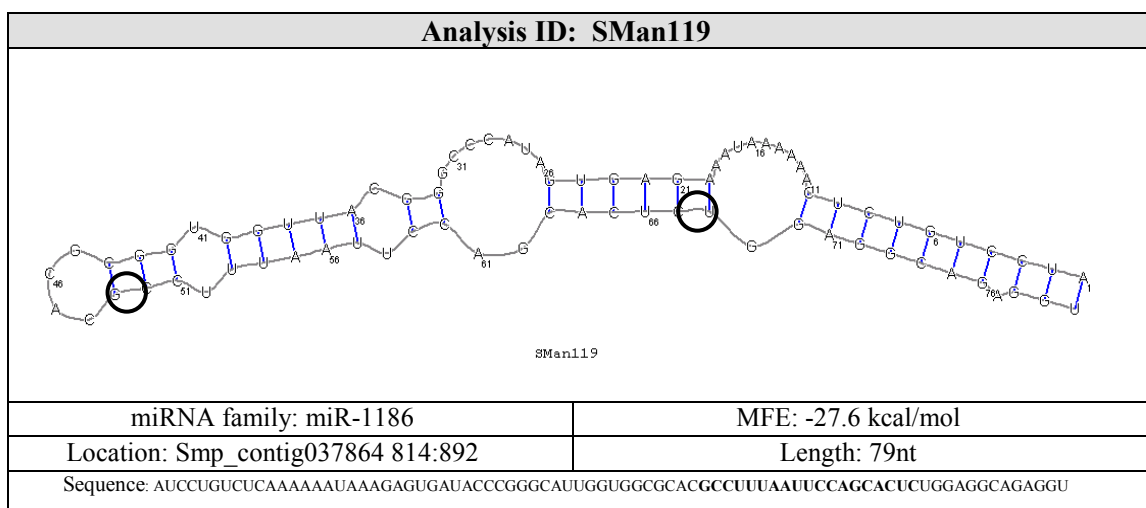 Analysis ID: SMan119
SMan119
miRNA family: miR-1186
MFE: -27.6 kcal/mol
Location: Smp_contig037864 814:892
Length: 79nt
Sequence: AUCCUGUCUCAAAAAAUAAAGAGUGAUACCCGGGCAUUGGUGGCGCACGCCUUUAAUUCCAGCACUCUGGAGGCAGAGGU